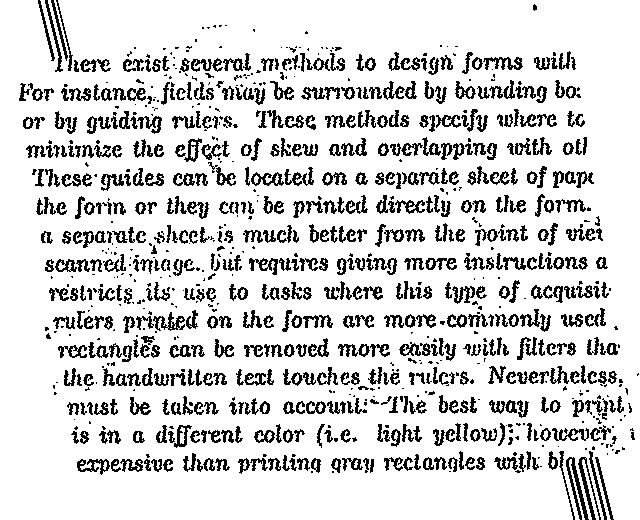 There exist several methods to design forms with
For instance, fields may be surrounded by bounding bo
or by guiding rulers. These methods specify where to
minimize the effect of skew and overlapping with ot
These guides can be located on a separate sheet of pape
the form or they can be printed directly on the form.
a separate sheet is much better from the point of vie
scanned image, but requires giving more instructions a
restricts its use to tasks where this type of acquisit
rulers printed on the form are more commonly used
rectangles can be removed more easily with filters tha
the handwritten text touches the rulers. Nevertheless,
must be taken into account: The best way to print
is in a different color (i.e. light yellow); however,
expensive than printing gray rectangles with black